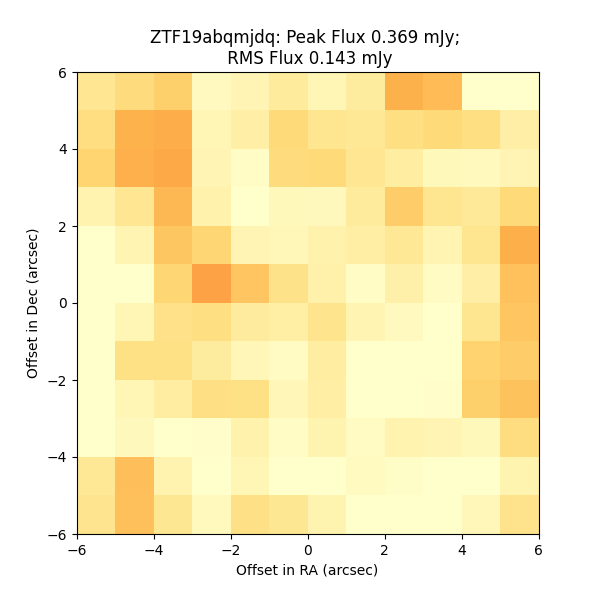 ZTF19abqmjdq: Peak Flux 0.369 mJy;
RMS Flux 0.143 mJy
6
4
2
0
−2
−4
−6
Offset in Dec (arcsec)
−6 −4 −2 0 2 4 6
Offset in RA (arcsec)